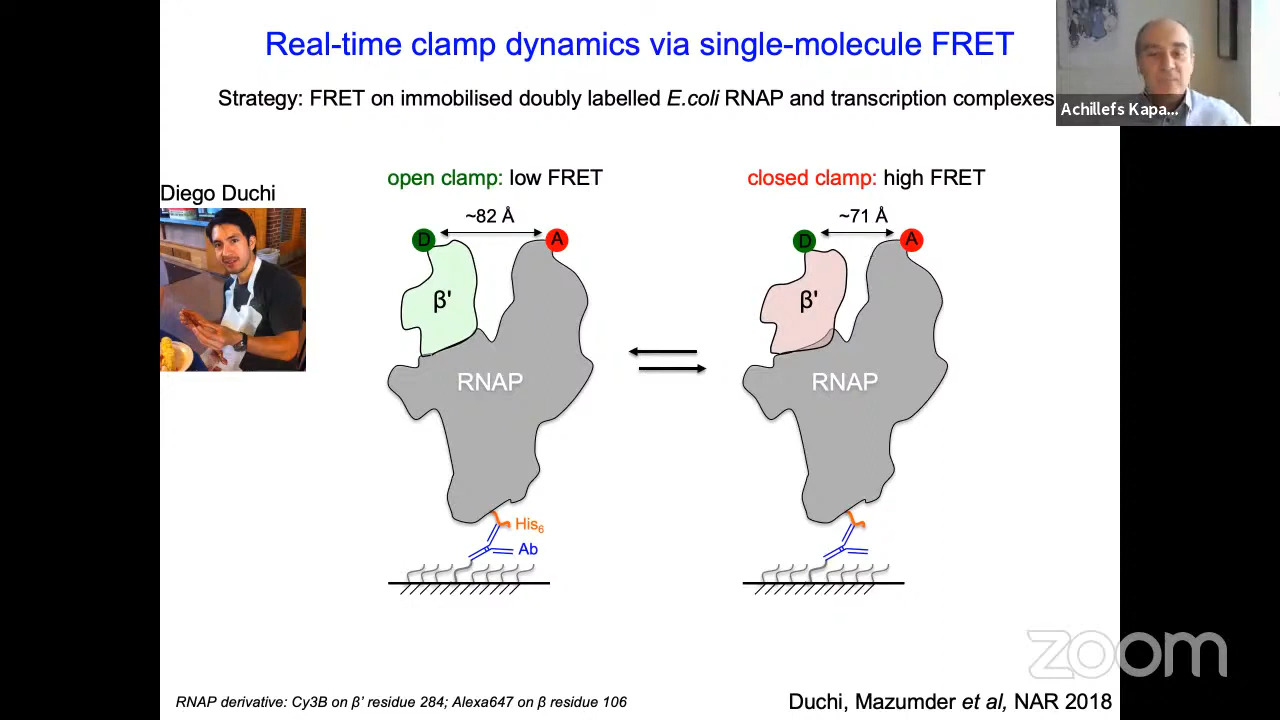 Real-time clamp dynamics via single-molecule FRET
Strategy: FRET on immobilised doubly labelled E.coli RNAP and transcription complexes
Achillefs Kapa...
Diego Duchi
open clamp: low FRET
closed clamp: high FRET
~82 Å
~71 Å
D
A
D
A
β'
β'
RNAP
RNAP
His6
Ab
zoom
RNAP derivative: Cy3B on β’ residue 284; Alexa647 on β residue 106
Duchi, Mazumder et al, NAR 2018